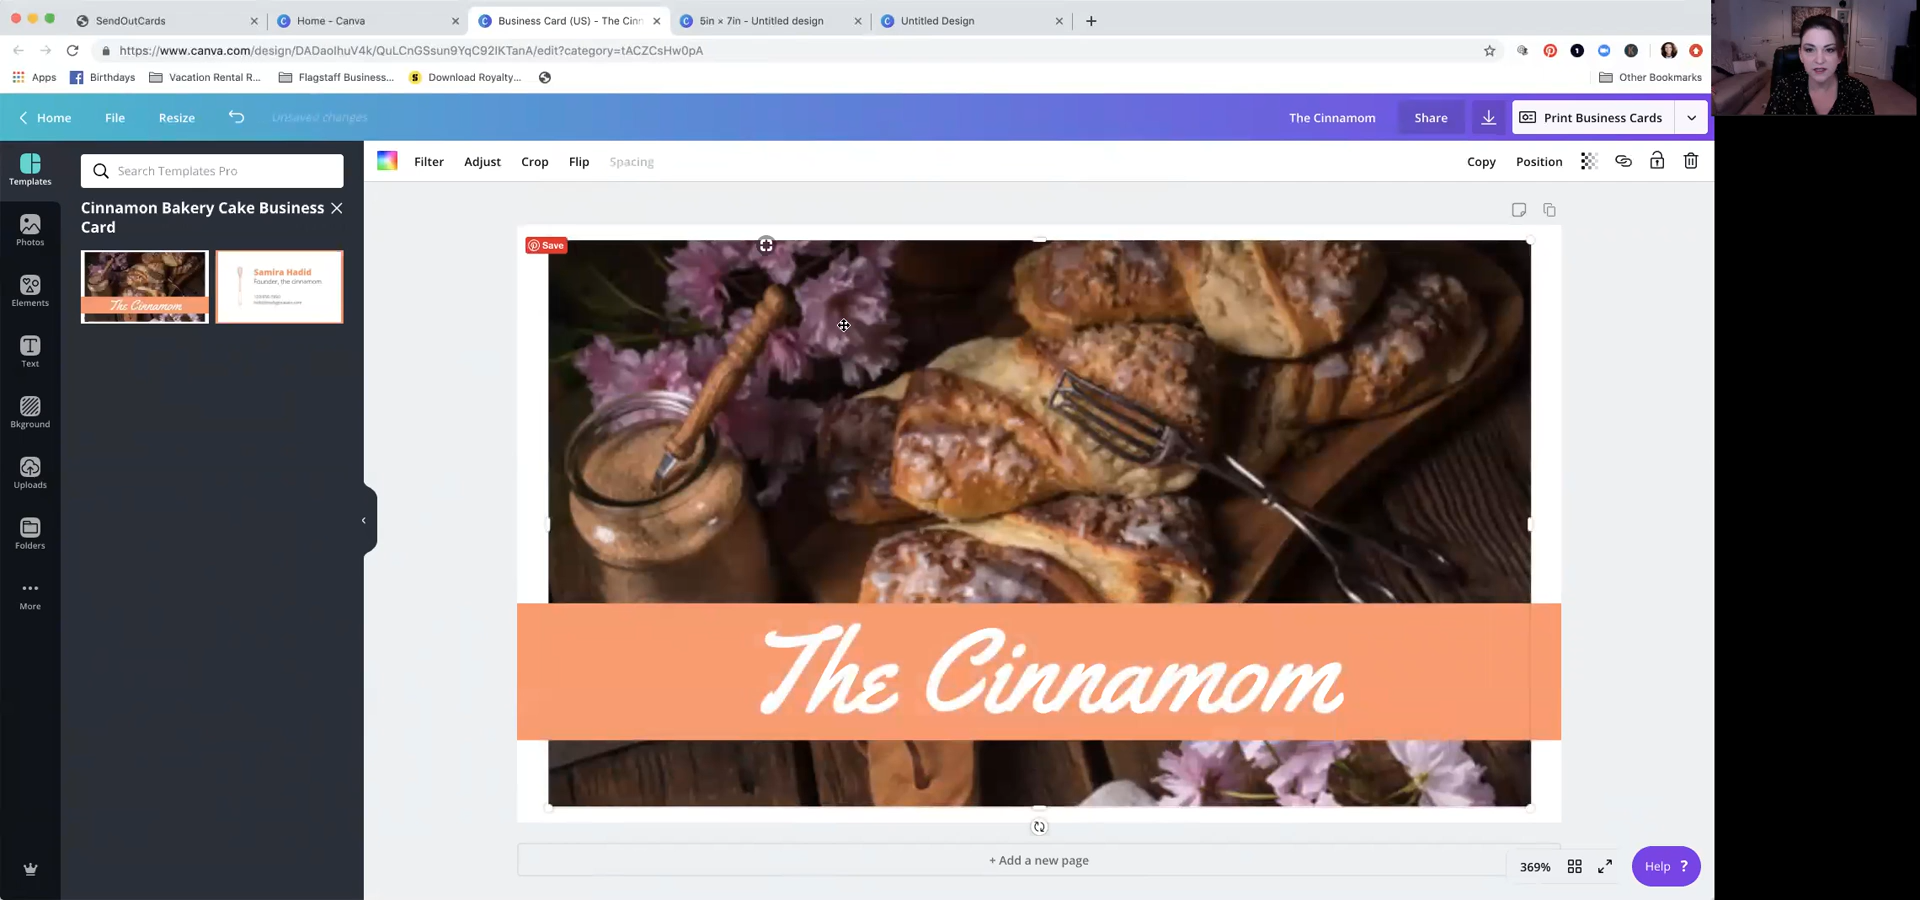 SendOutCards
Home - Canva
Business Card (US) - The Cinn
5in × 7in - Untitled design
Untitled Design
https://www.canva.com/design/DADaolhuV4k/QuLCnGSsun9YqC92IKTanA/edit?category=tACZCsHw0pA
Apps
Birthdays
Vacation Rental R...
Flagstaff Business...
Download Royalty...
Other Bookmarks
Home
File
Resize
Unsaved changes
The Cinnamom
Share
Print Business Cards
Templates
Search Templates Pro
Filter
Adjust
Crop
Flip
Spacing
Copy
Position
Cinnamon Bakery Cake Business
Card
Photos
Save
Samira Hadid
Founder, the cinnamom
The Cinnamom
Elements
Text
Bkground
Uploads
Folders
More
The Cinnamom
+ Add a new page
369%
Help ?